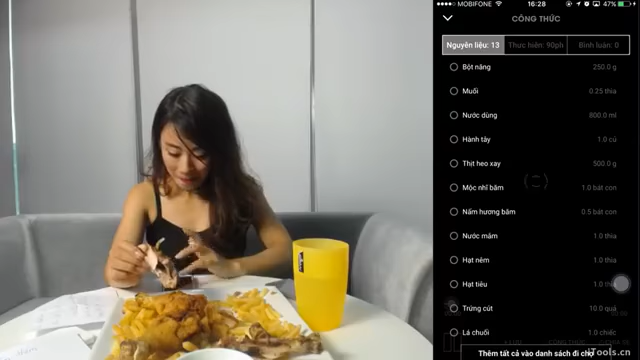 MOBIFONE 16:28 47%
CÔNG THỨC
Nguyên liệu: 13 Thực hiện: 90ph Bình luận: 0
Bột năng 250.0 g
Muối 0.25 thìa
Nước dùng 800.0 ml
Hành tây 1.0 củ
Thịt heo xay 500.0 g
Mộc nhĩ băm 1.0 bát con
Nấm hương băm 0.5 bát con
Nước mắm 1.0 thìa
Hạt nêm 1.0 thìa
Hạt tiêu 1.0
Trứng cút 10.0 quả
Lá chuối 1.0 chiếc
Thêm tất cả vào danh sách đi chợ
iTools.cn